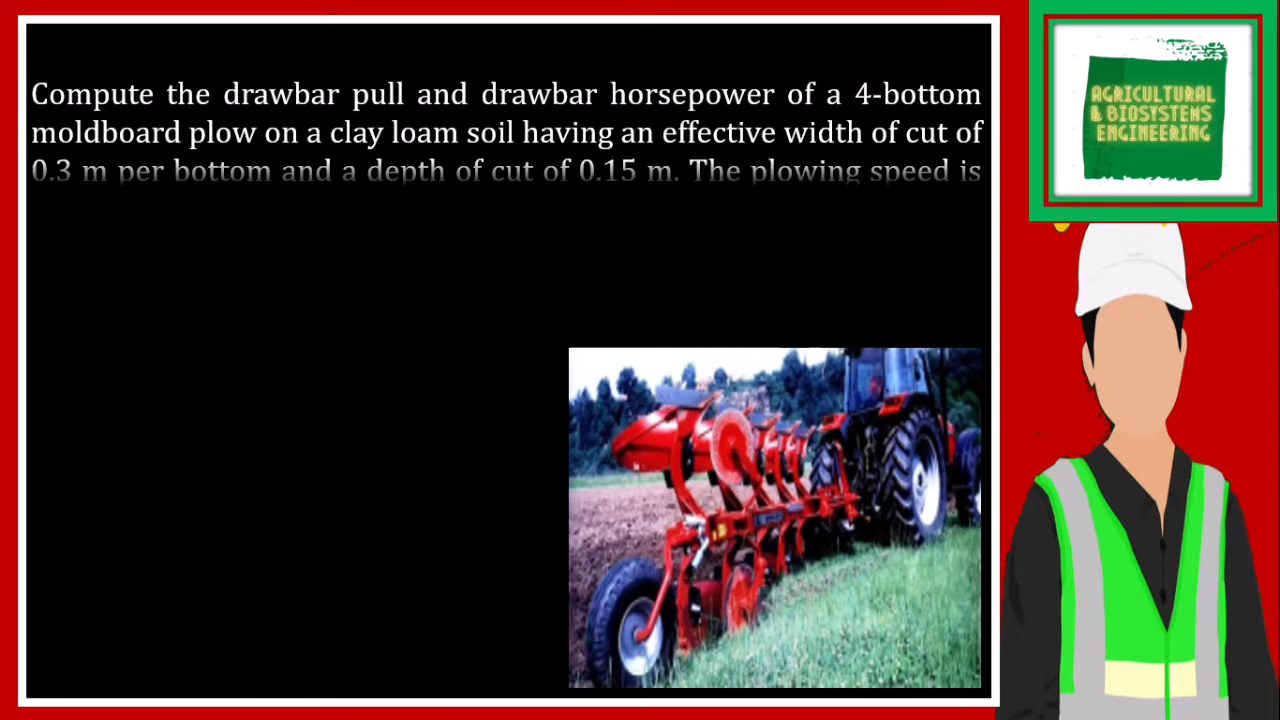 Compute the drawbar pull and drawbar horsepower of a 4-bottom
moldboard plow on a clay loam soil having an effective width of cut of
0.3 m per bottom and a depth of cut of 0.15 m. The plowing speed is
AGRICULTURAL
& BIOSYSTEMS
ENGINEERING